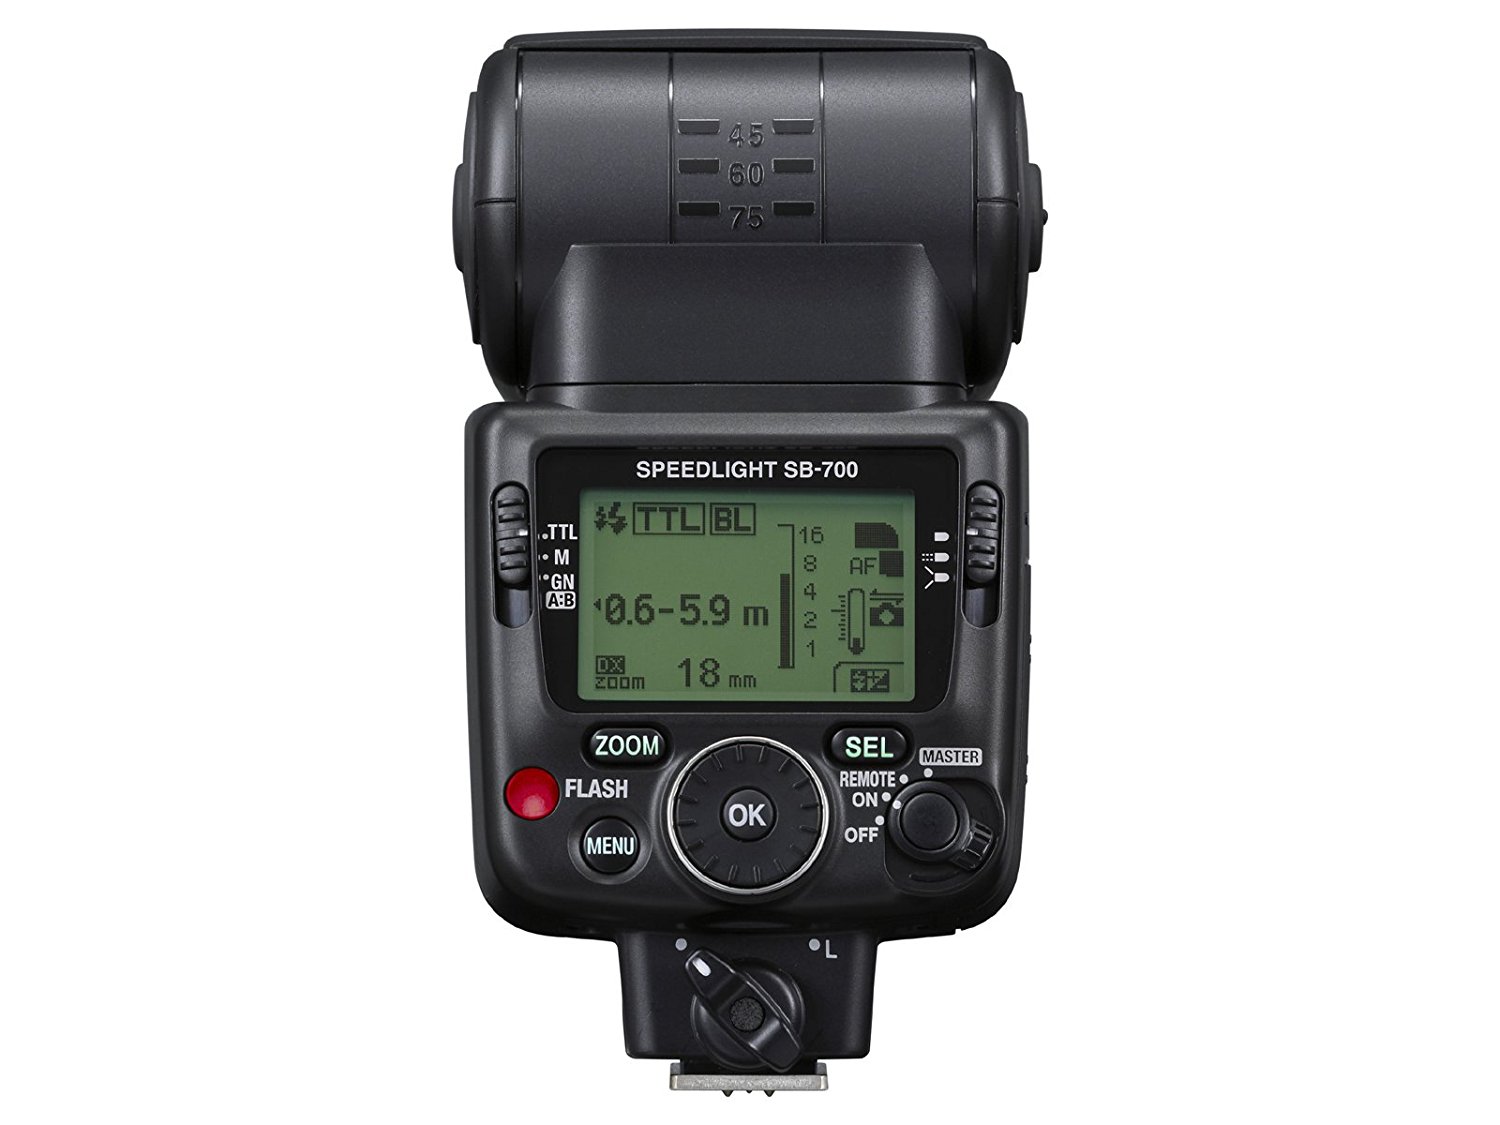 45
60
75
SPEEDLIGHT SB-700
TTL
M
GN
A:B
TTL BL
16
8
4
2
1
AF
0.6-5.9 m
DX
zoom
18 mm
ZOOM
SEL
FLASH
MENU
OK
MASTER
REMOTE
ON
OFF
L